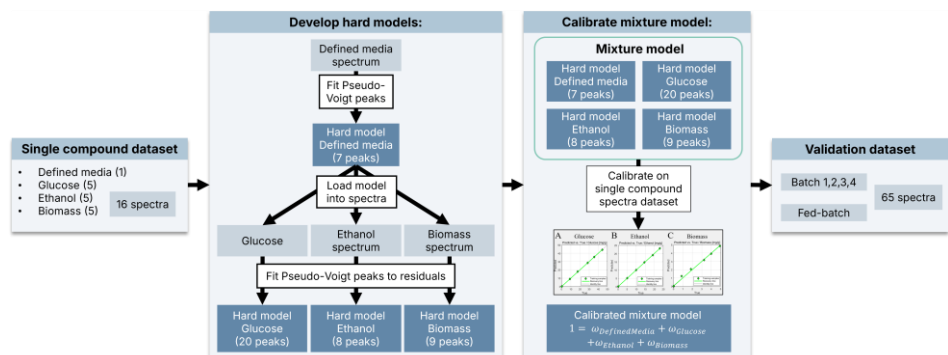 Single compound dataset
• Defined media (1)
• Glucose (5)
• Ethanol (5)
• Biomass (5)
16 spectra
Develop hard models:
Defined media
spectrum
Fit Pseudo-
Voigt peaks
Hard model
Defined media
(7 peaks)
Load model
into spectra
Glucose
Ethanol
spectrum
Biomass
spectrum
Fit Pseudo-Voigt peaks to residuals
Hard model
Glucose
(20 peaks)
Hard model
Ethanol
(8 peaks)
Hard model
Biomass
(9 peaks)
Calibrate mixture model:
Mixture model
Hard model
Defined media
(7 peaks)
Hard model
Glucose
(20 peaks)
Hard model
Ethanol
(8 peaks)
Hard model
Biomass
(9 peaks)
Calibrate on
single compound
spectra dataset
A Glucose
B Ethanol
C Biomass
Calibrated mixture model
1 = ω_DefinedMedia + ω_Glucose
+ω_Ethanol + ω_Biomass
Validation dataset
Batch 1,2,3,4
Fed-batch
65 spectra